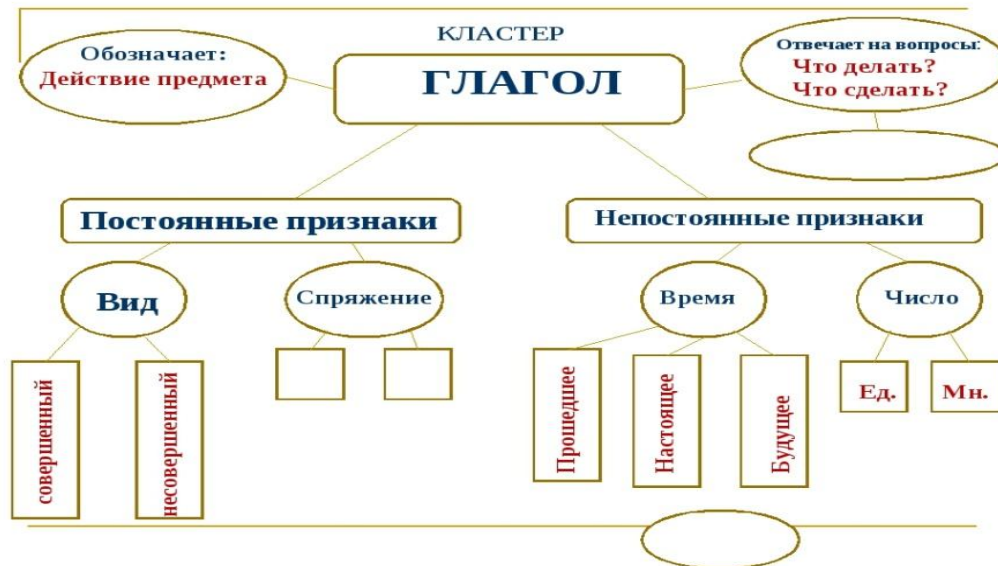 КЛАСТЕР
Обозначает:
Действие предмета
ГЛАГОЛ
Отвечает на вопросы:
Что делать?
Что сделать?
Постоянные признаки
Непостоянные признаки
Вид
Спряжение
Время
Число
совершенный
несовершенный
Прошедшее
Настоящее
Будущее
Ед.
Мн.